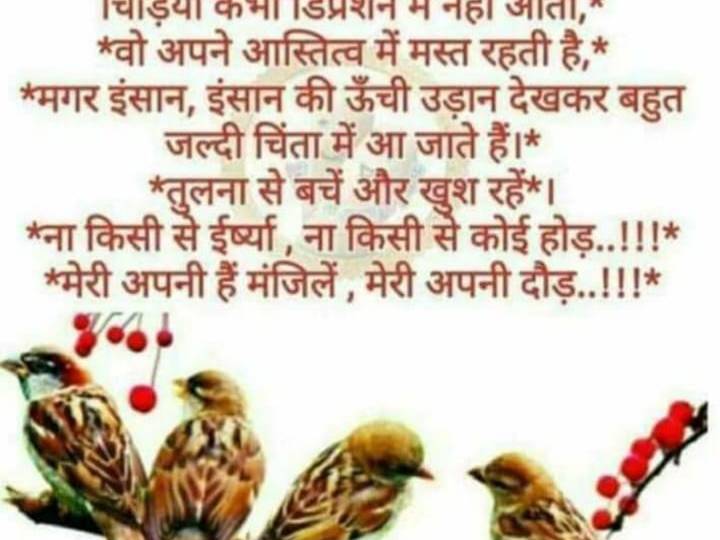 चिड़िया कभी डिप्रेशन में नहीं आती,*
*वो अपने आस्तित्व में मस्त रहती है,*
*मगर इंसान, इंसान की ऊँची उड़ान देखकर बहुत
जल्दी चिंता में आ जाते हैं।*
*तुलना से बचें और खुश रहें*।
*ना किसी से ईर्ष्या , ना किसी से कोई होड़..!!!*
*मेरी अपनी हैं मंजिलें , मेरी अपनी दौड़..!!!*